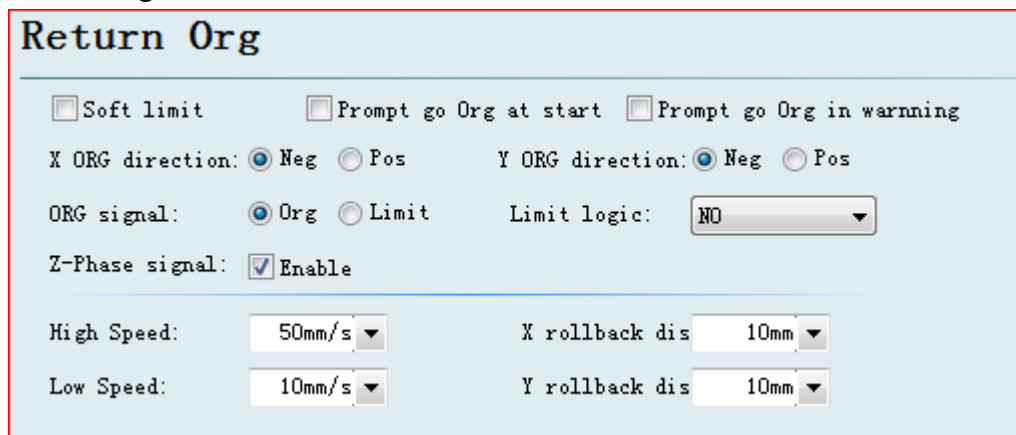 Return Org
Soft limit Prompt go Org at start Prompt go Org in warnning
X ORG direction: Neg Pos Y ORG direction: Neg Pos
ORG signal: Org Limit Limit logic: NO
Z-Phase signal: Enable
High Speed: 50mm/s X rollback dis 10mm
Low Speed: 10mm/s Y rollback dis 10mm